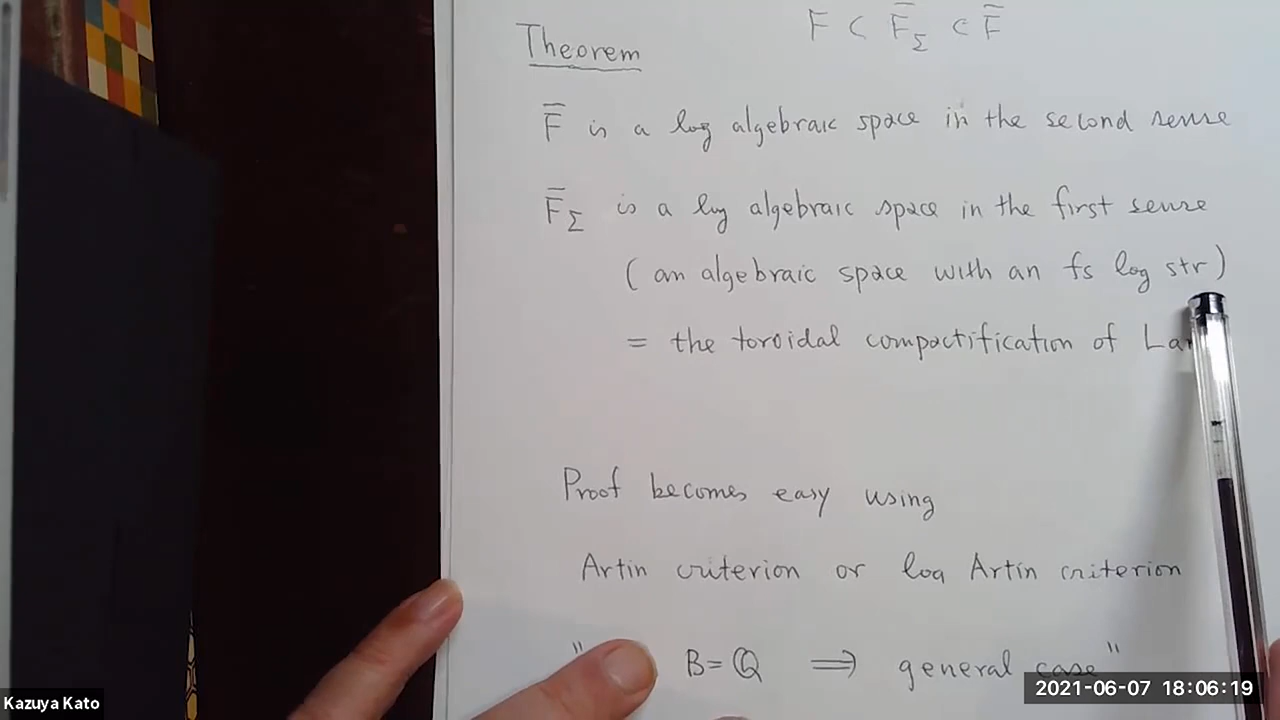 F ⊂ F̄_Σ ⊂ F̄
Theorem
F̄ is a log algebraic space in the second sense
F̄_Σ is a log algebraic space in the first sense
( an algebraic space with an fs log str )
= the toroidal compactification of
Proof becomes easy using
Artin criterion or log Artin criterion
" B = ℚ ⟹ general case "
Kazuya Kato
2021-06-07 18:06:19